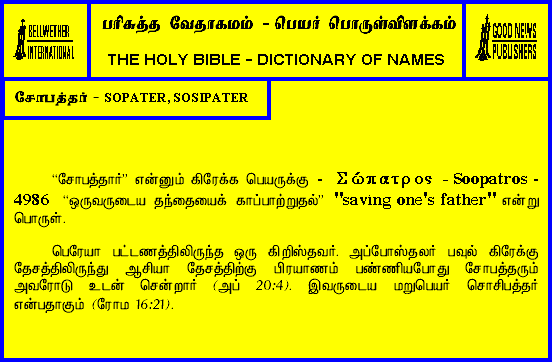 BELLWETHER
INTERNATIONAL
பரிசுத்த வேதாகமம் - பெயர் பொருள்விளக்கம்
THE HOLY BIBLE - DICTIONARY OF NAMES
GOOD NEWS
PUBLISHERS
சோபத்தர் - SOPATER, SOSIPATER
“சோபத்தார்” என்னும் கிரேக்க பெயருக்கு - Σώπατρος - Soopatros -
4986 “ஒருவருடைய தந்தையைக் காப்பாற்றுதல்” "saving one's father" என்று
பொருள்.
பெரேயா பட்டணத்திலிருந்த ஒரு கிறிஸ்தவர். அப்போஸ்தலர் பவுல் கிரேக்கு
தேசத்திலிருந்து ஆசியா தேசத்திற்கு பிரயாணம் பண்ணியபோது சோபத்தரும்
அவரோடு உடன் சென்றார் (அப் 20:4). இவருடைய மறுபெயர் சொசிபத்தர்
என்பதாகும் (ரோம 16:21).